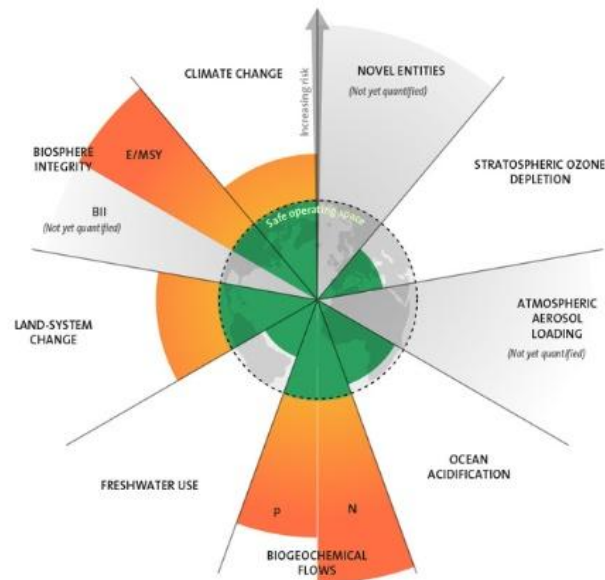 CLIMATE CHANGE
Increasing risk
NOVEL ENTITIES
(Not yet quantified)
STRATOSPHERIC OZONE
DEPLETION
ATMOSPHERIC
AEROSOL
LOADING
(Not yet quantified)
OCEAN
ACIDIFICATION
BIOGEOCHEMICAL
FLOWS
N
P
FRESHWATER USE
LAND-SYSTEM
CHANGE
BIOSPHERE
INTEGRITY
E/MSY
BII
(Not yet quantified)
Safe operating space